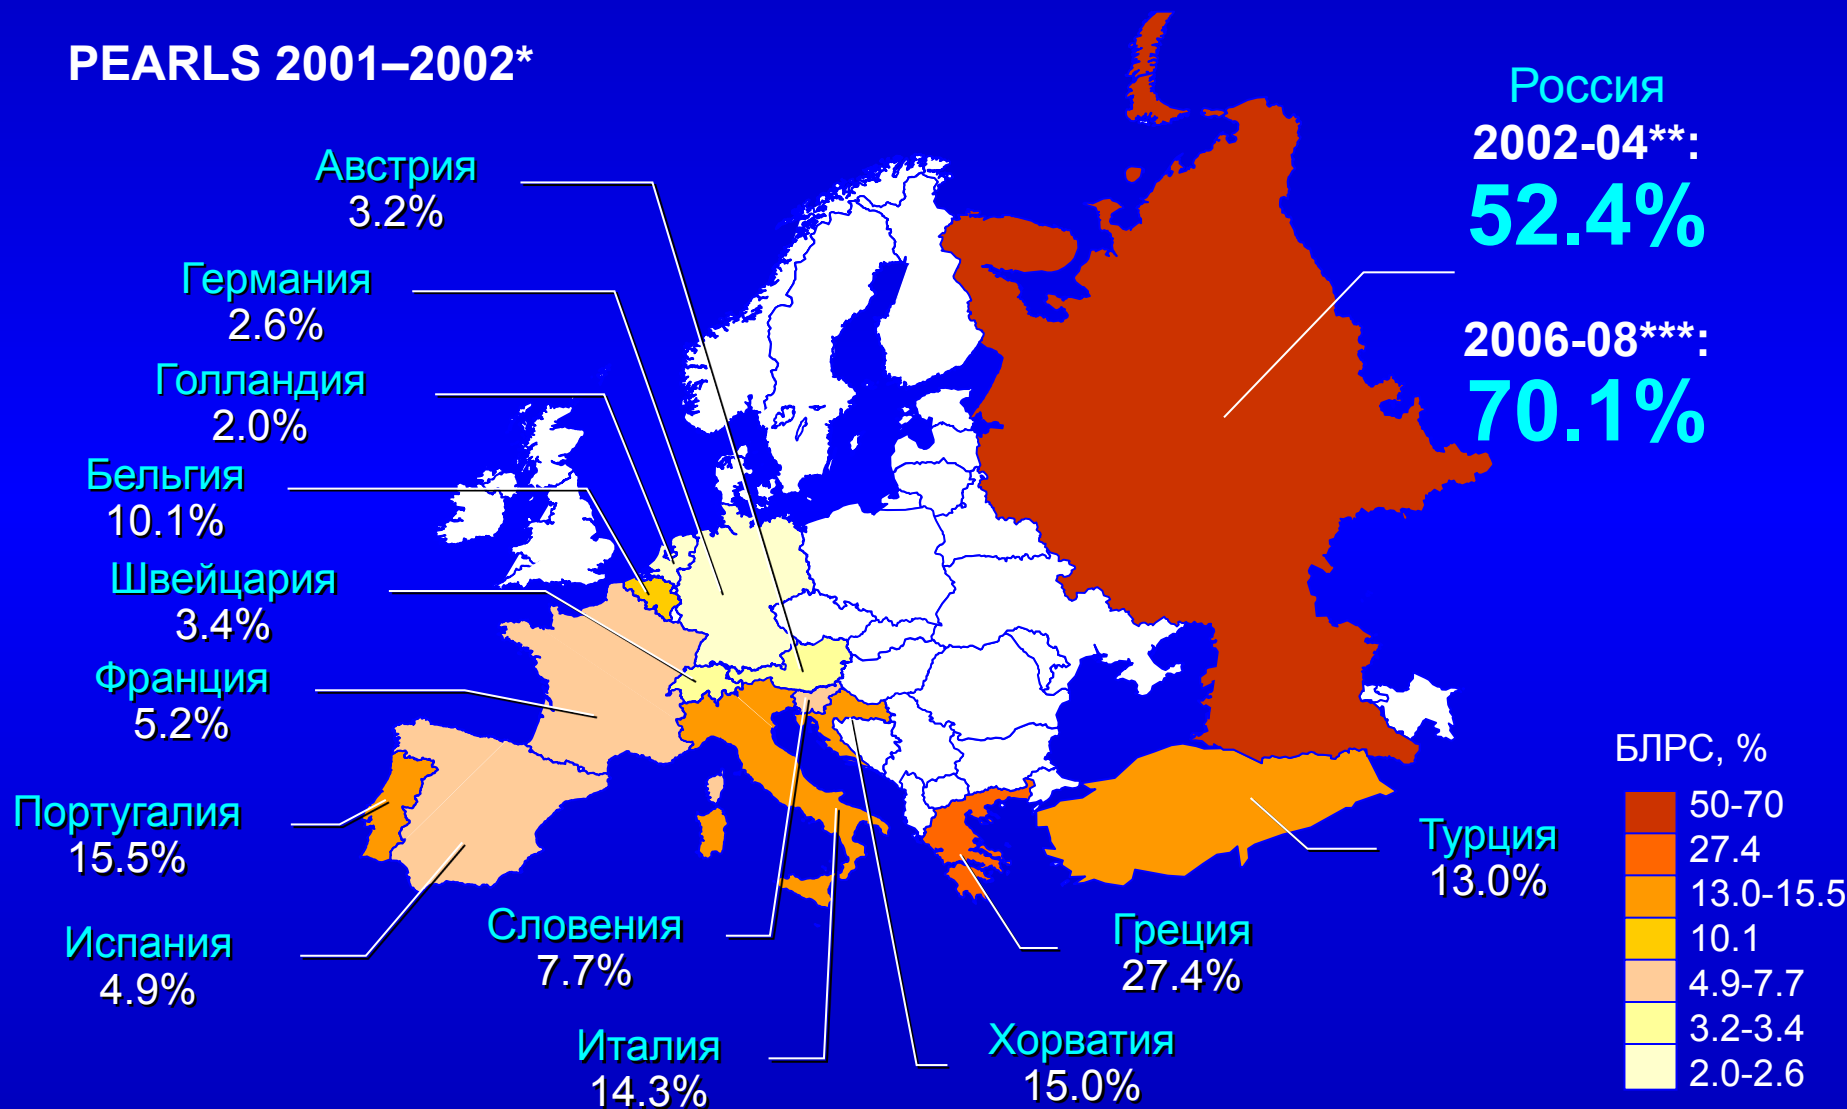 PEARLS 2001–2002*
Россия
2002-04**:
52.4%
2006-08***:
70.1%
Австрия
3.2%
Германия
2.6%
Голландия
2.0%
Бельгия
10.1%
Швейцария
3.4%
Франция
5.2%
Португалия
15.5%
Испания
4.9%
Словения
7.7%
Италия
14.3%
Хорватия
15.0%
Греция
27.4%
Турция
13.0%
БЛРС, %
50-70
27.4
13.0-15.5
10.1
4.9-7.7
3.2-3.4
2.0-2.6